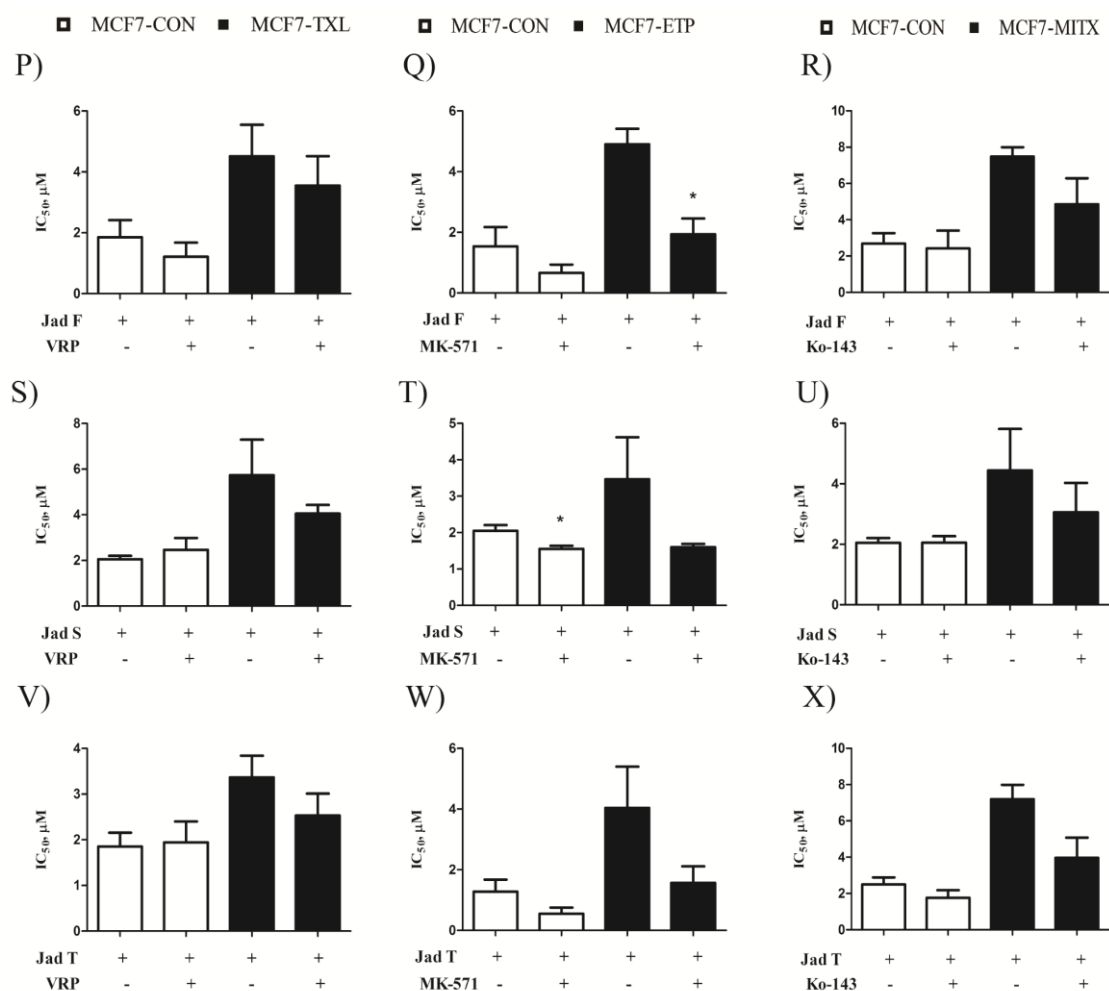 MCF7-CON MCF7-TXL MCF7-CON MCF7-ETP MCF7-CON MCF7-MITX
P)
IC50, µM
6
4
2
0
Jad F + + + +
VRP - + - +
Q)
IC50, µM
6
4
2
0
Jad F + + + +
MK-571 - + - +
*
R)
IC50, µM
10
8
6
4
2
0
Jad F + + + +
Ko-143 - + - +
S)
IC50, µM
8
6
4
2
0
Jad S + + + +
VRP - + - +
T)
IC50, µM
5
4
3
2
1
0
*
Jad S + + + +
MK-571 - + - +
U)
IC50, µM
6
4
2
0
Jad S + + + +
Ko-143 - + - +
V)
IC50, µM
4
3
2
1
0
Jad T + + + +
VRP - + - +
W)
IC50, µM
6
4
2
0
Jad T + + + +
MK-571 - + - +
X)
IC50, µM
10
8
6
4
2
0
Jad T + + + +
Ko-143 - + - +